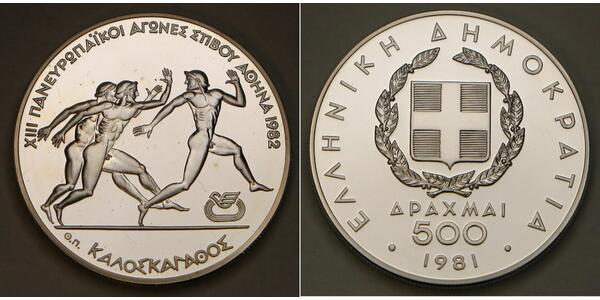 XIII ΠΑΝΕΥΡΩΠΑΪΚΟΙ ΑΓΩΝΕΣ ΣΤΙΒΟΥ ΑΘΗΝΑ 1982
Θ.Π.
ΚΑΛΟΣΚΑΓΑΘΟΣ
ΕΛΛΗΝΙΚΗ ΔΗΜΟΚΡΑΤΙΑ
ΔΡΑΧΜΑΙ
500
· 1981 ·